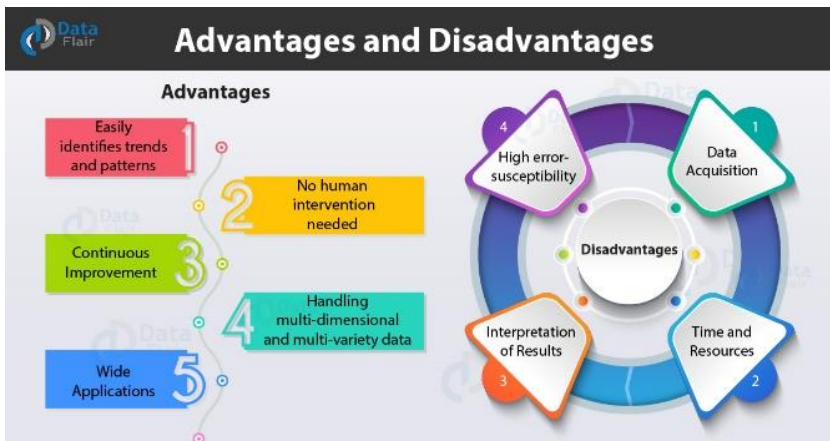 Data
Flair
Advantages and Disadvantages
Advantages
Easily
identifies trends
and patterns
1
2
No human
intervention
needed
Continuous
Improvement
3
4
Handling
multi-dimensional
and multi-variety data
Wide
Applications
5
Disadvantages
1
Data
Acquisition
2
Time and
Resources
3
Interpretation
of Results
4
High error-
susceptibility